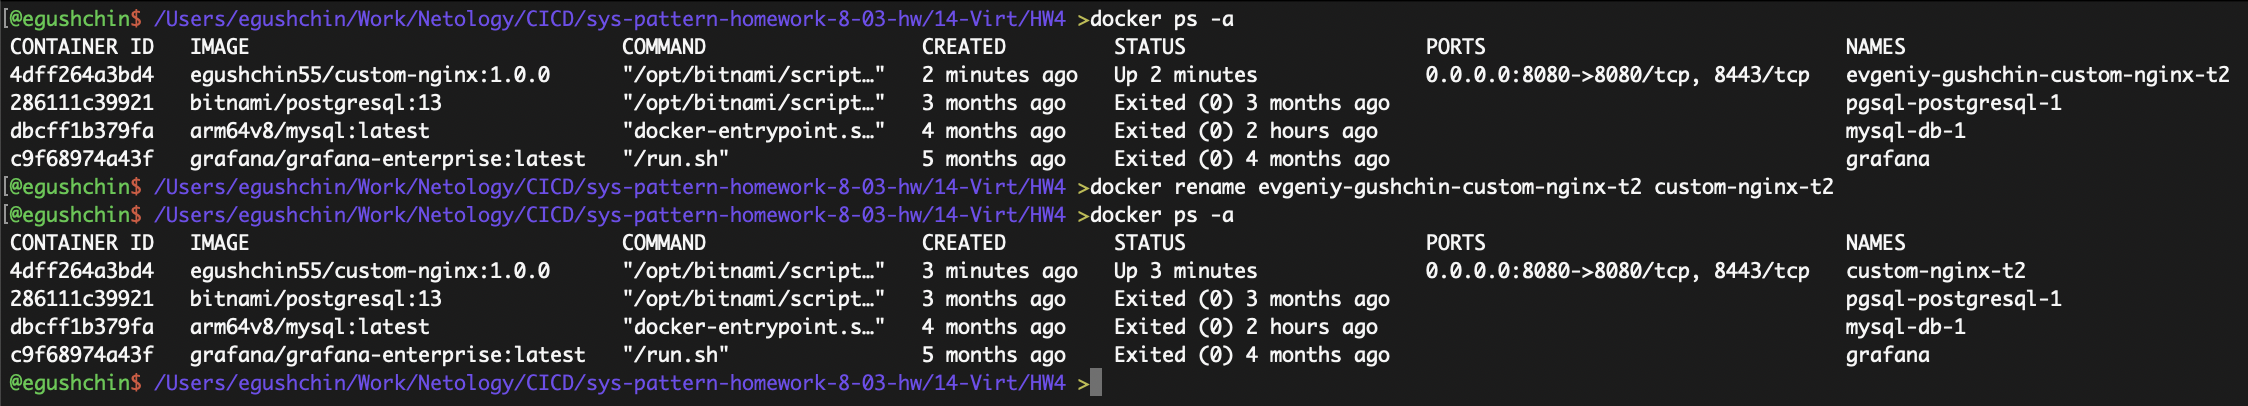 [@egushchin$ /Users/egushchin/Work/Netology/CICD/sys-pattern-homework-8-03-hw/14-Virt/HW4 >docker ps -a
CONTAINER ID   IMAGE                               COMMAND                  CREATED         STATUS                    PORTS                              NAMES
4dff264a3bd4   egushchin55/custom-nginx:1.0.0      "/opt/bitnami/script…"   2 minutes ago   Up 2 minutes              0.0.0.0:8080->8080/tcp, 8443/tcp   evgeniy-gushchin-custom-nginx-t2
286111c39921   bitnami/postgresql:13               "/opt/bitnami/script…"   3 months ago    Exited (0) 3 months ago                                      pgsql-postgresql-1
dbcff1b379fa   arm64v8/mysql:latest                "docker-entrypoint.s…"   4 months ago    Exited (0) 2 hours ago                                       mysql-db-1
c9f68974a43f   grafana/grafana-enterprise:latest   "/run.sh"                5 months ago    Exited (0) 4 months ago                                      grafana
[@egushchin$ /Users/egushchin/Work/Netology/CICD/sys-pattern-homework-8-03-hw/14-Virt/HW4 >docker rename evgeniy-gushchin-custom-nginx-t2 custom-nginx-t2
[@egushchin$ /Users/egushchin/Work/Netology/CICD/sys-pattern-homework-8-03-hw/14-Virt/HW4 >docker ps -a
CONTAINER ID   IMAGE                               COMMAND                  CREATED         STATUS                    PORTS                              NAMES
4dff264a3bd4   egushchin55/custom-nginx:1.0.0      "/opt/bitnami/script…"   3 minutes ago   Up 3 minutes              0.0.0.0:8080->8080/tcp, 8443/tcp   custom-nginx-t2
286111c39921   bitnami/postgresql:13               "/opt/bitnami/script…"   3 months ago    Exited (0) 3 months ago                                      pgsql-postgresql-1
dbcff1b379fa   arm64v8/mysql:latest                "docker-entrypoint.s…"   4 months ago    Exited (0) 2 hours ago                                       mysql-db-1
c9f68974a43f   grafana/grafana-enterprise:latest   "/run.sh"                5 months ago    Exited (0) 4 months ago                                      grafana
@egushchin$ /Users/egushchin/Work/Netology/CICD/sys-pattern-homework-8-03-hw/14-Virt/HW4 >